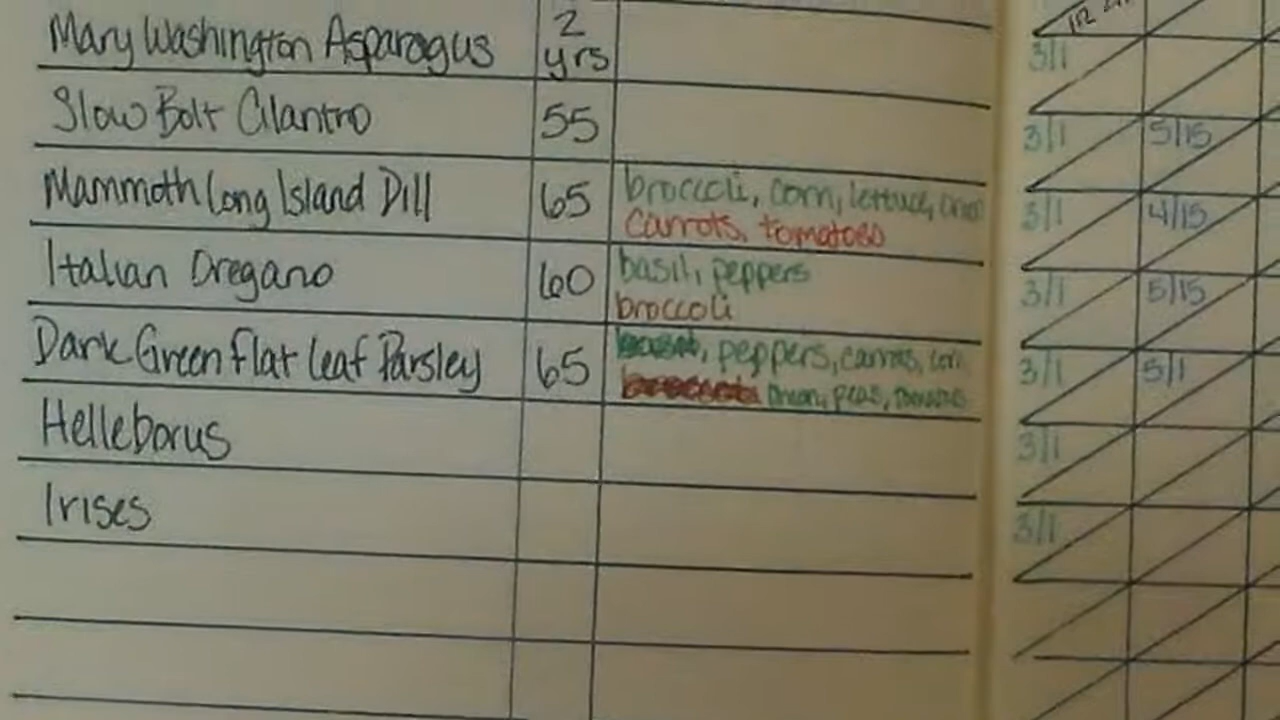 Mary Washington Asparagus 2 yrs 3/1
Slow Bolt Cilantro 55 3/1 5/15
Mammoth Long Island Dill 65 broccoli, corn, lettuce, onion 3/1 4/15
carrots, tomatoes
Italian Oregano 60 basil, peppers 3/1 5/15
broccoli
Dark Green Flat Leaf Parsley 65 peppers, carrots, corn 3/1 5/1
onion, peas, tomatoes
Helleborus 3/1
Irises 3/1